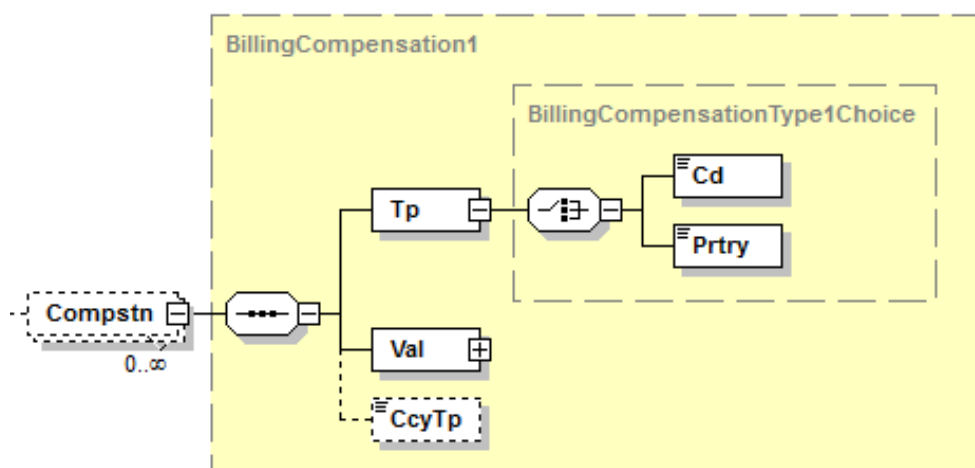 BillingCompensation1
BillingCompensationType1Choice
Cd
Tp
Prtry
Compstn
0..∞
Val
CcyTp